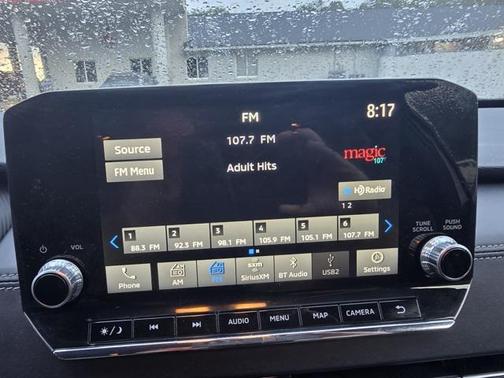 FM
8:17
107.7 FM
Source
Adult Hits
magic
107.7
FM Menu
HD Radio
1 2
1 2 3 4 5 6
88.3 FM 92.3 FM 98.1 FM 105.9 FM 105.1 FM 107.7 FM
VOL
TUNE SCROLL
PUSH SOUND
Phone AM FM SiriusXM BT Audio USB2 Settings
sxm
AUDIO MENU MAP CAMERA